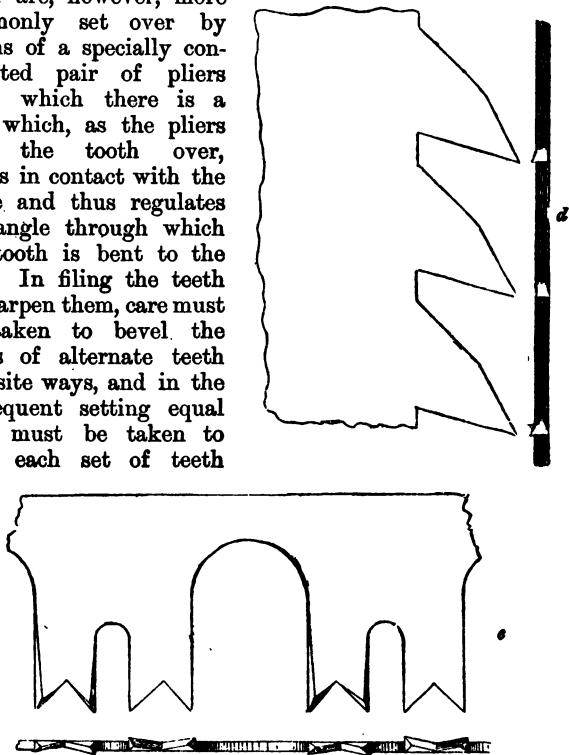 are, however, more
monly set over by
ns of a specially con-
ted pair of pliers
which there is a
which, as the pliers
the tooth over,
s in contact with the
e and thus regulates
angle through which
tooth is bent to the
In filing the teeth
arpen them, care must
taken to bevel the
s of alternate teeth
site ways, and in the
equent setting equal
must be taken to
each set of teeth
d
e